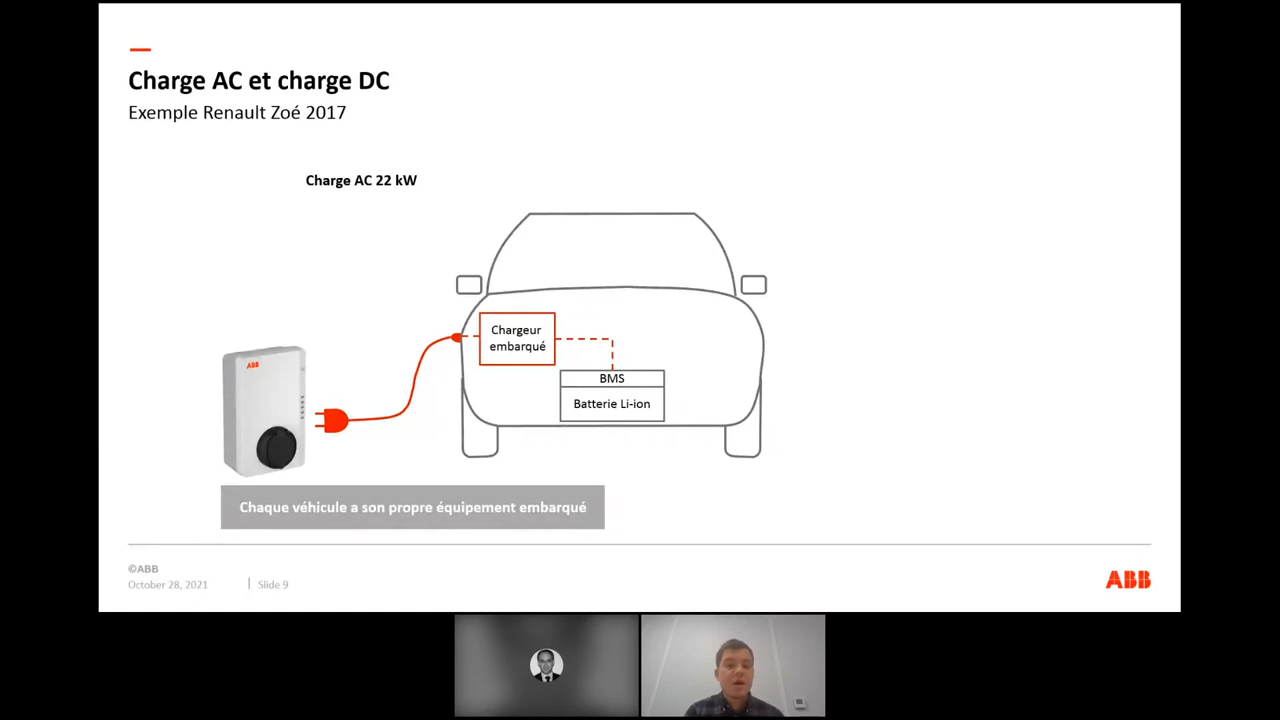 Charge AC et charge DC
Exemple Renault Zoé 2017
Charge AC 22 kW
Chargeur
embarqué
BMS
Batterie Li-ion
ABB
Chaque véhicule a son propre équipement embarqué
©ABB
October 28, 2021
Slide 9
ABB